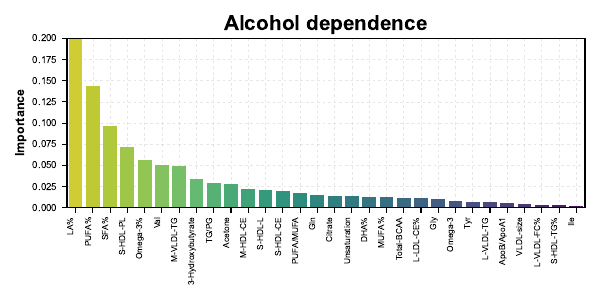 Alcohol dependence
Importance
0.200
0.175
0.150
0.125
0.100
0.075
0.050
0.025
0.000
LA%
PUFA%
SFA%
S-HDL-PL
Omega-3%
Val
M-VLDL-TG
3-Hydroxybutyrate
TG/PG
Acetone
M-HDL-CE
S-HDL-L
S-HDL-CE
PUFA/MUFA
Gln
Citrate
Unsaturation
DHA%
MUFA%
Total-BCAA
L-LDL-CE%
Gly
Omega-3
Tyr
L-VLDL-TG
ApoB/ApoA1
VLDL-size
L-VLDL-FC%
S-HDL-TG%
Ile